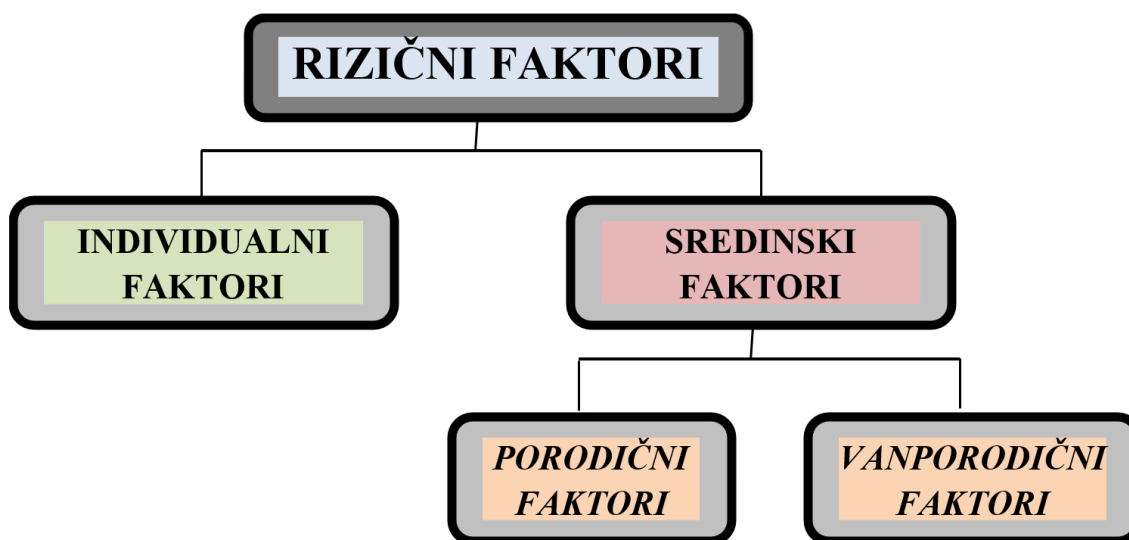 RIZIČNI FAKTORI
INDIVIDUALNI
FAKTORI
SREDINSKI
FAKTORI
PORODIČNI
FAKTORI
VANPORODIČNI
FAKTORI